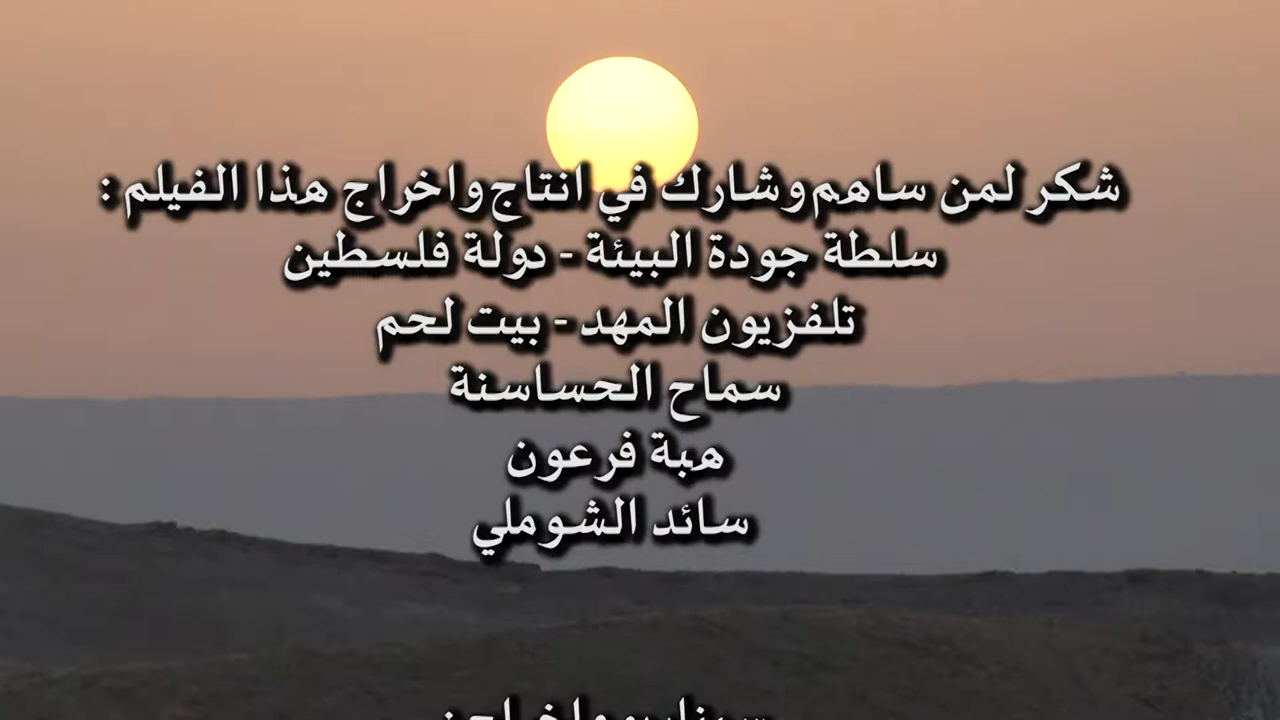 شكر لمن ساهم وشارك في انتاج واخراج هذا الفيلم :
سلطة جودة البيئة - دولة فلسطين
تلفزيون المهد - بيت لحم
سماح الحساسنة
هبة فرعون
سائد الشوملي